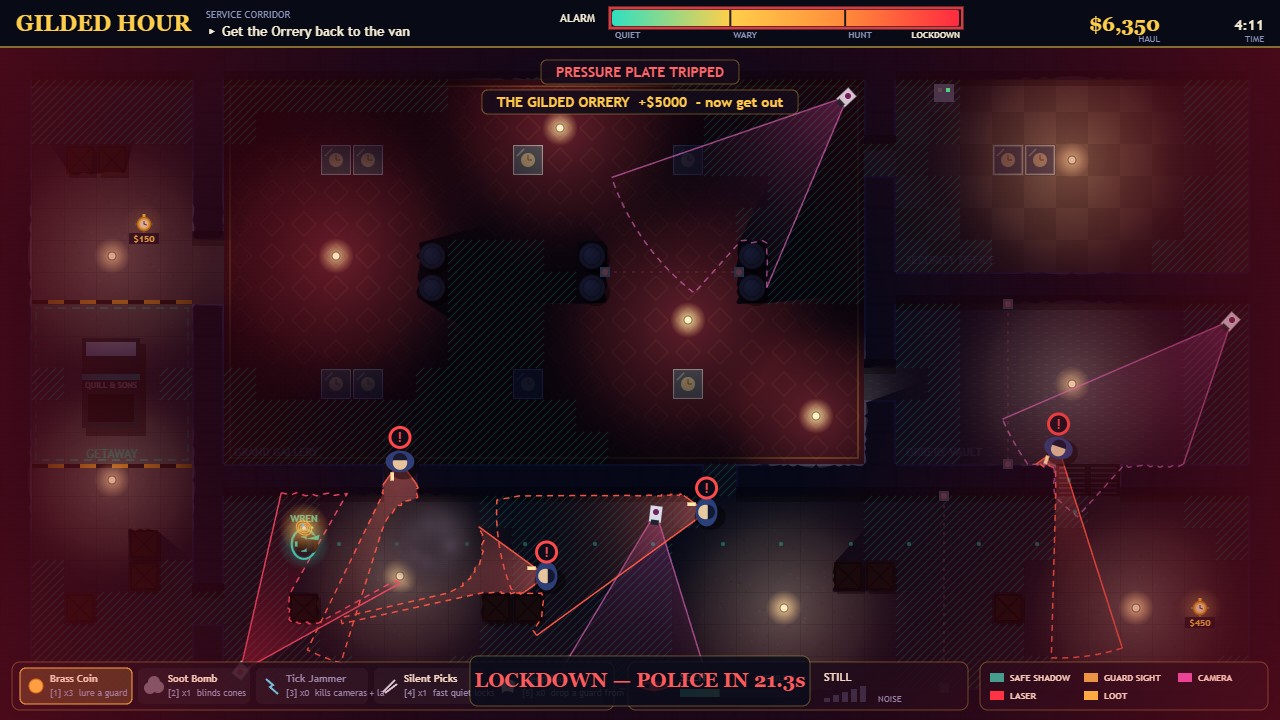 GILDED HOUR
SERVICE CORRIDOR
▸ Get the Orrery back to the van
ALARM
QUIET
WARY
HUNT
LOCKDOWN
$6,350
HAUL
4:11
TIME
PRESSURE PLATE TRIPPED
THE GILDED ORRERY +$5000 - now get out
$150
QUILL & SONS
GETAWAY
WREN
$450
Brass Coin
[1] x3 lure a guard
Soot Bomb
[2] x1 blinds cones
Tick Jammer
[3] x0 kills cameras + la
Silent Picks
[4] x1 fast quiet
LOCKDOWN — POLICE IN 21.3s
STILL
NOISE
SAFE SHADOW
GUARD SIGHT
CAMERA
LASER
LOOT